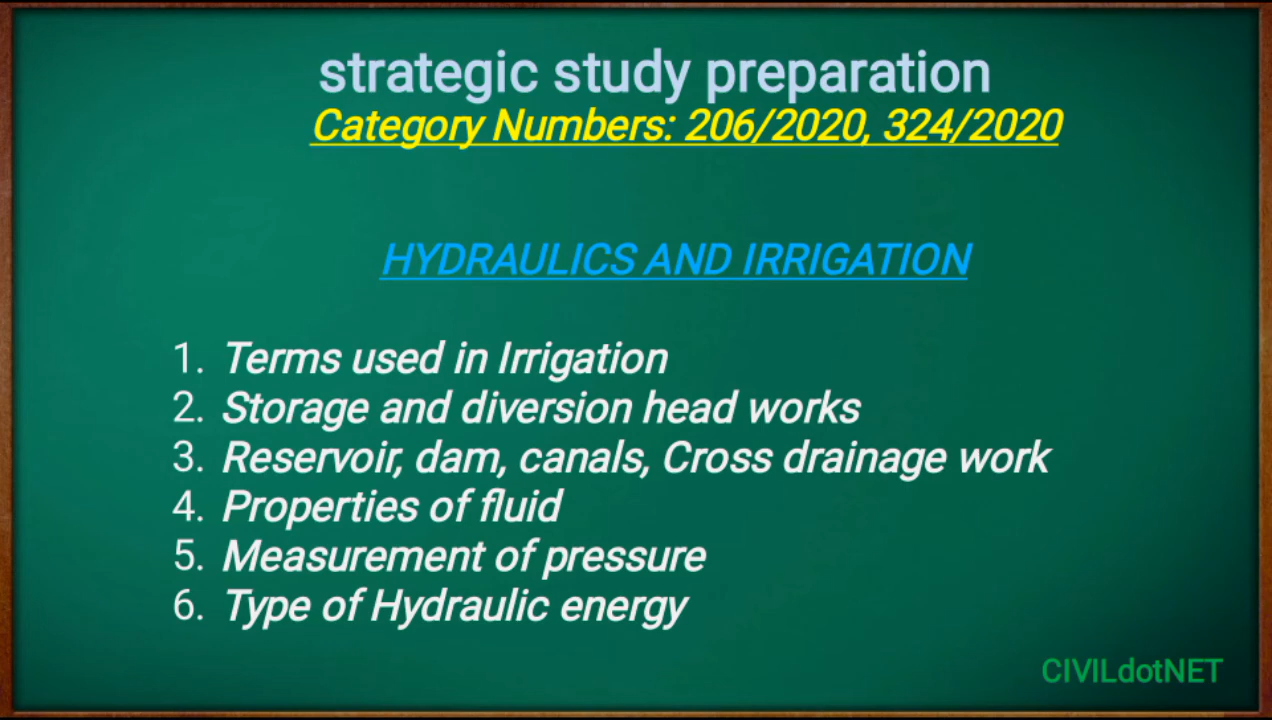 strategic study preparation
Category Numbers: 206/2020, 324/2020
HYDRAULICS AND IRRIGATION
1. Terms used in Irrigation
2. Storage and diversion head works
3. Reservoir, dam, canals, Cross drainage work
4. Properties of fluid
5. Measurement of pressure
6. Type of Hydraulic energy
CIVILdotNET